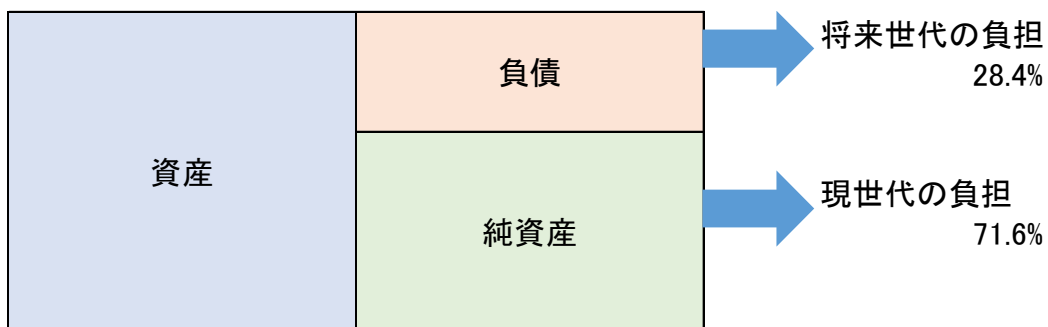 資産
負債
純資産
将来世代の負担
28.4%
現世代の負担
71.6%